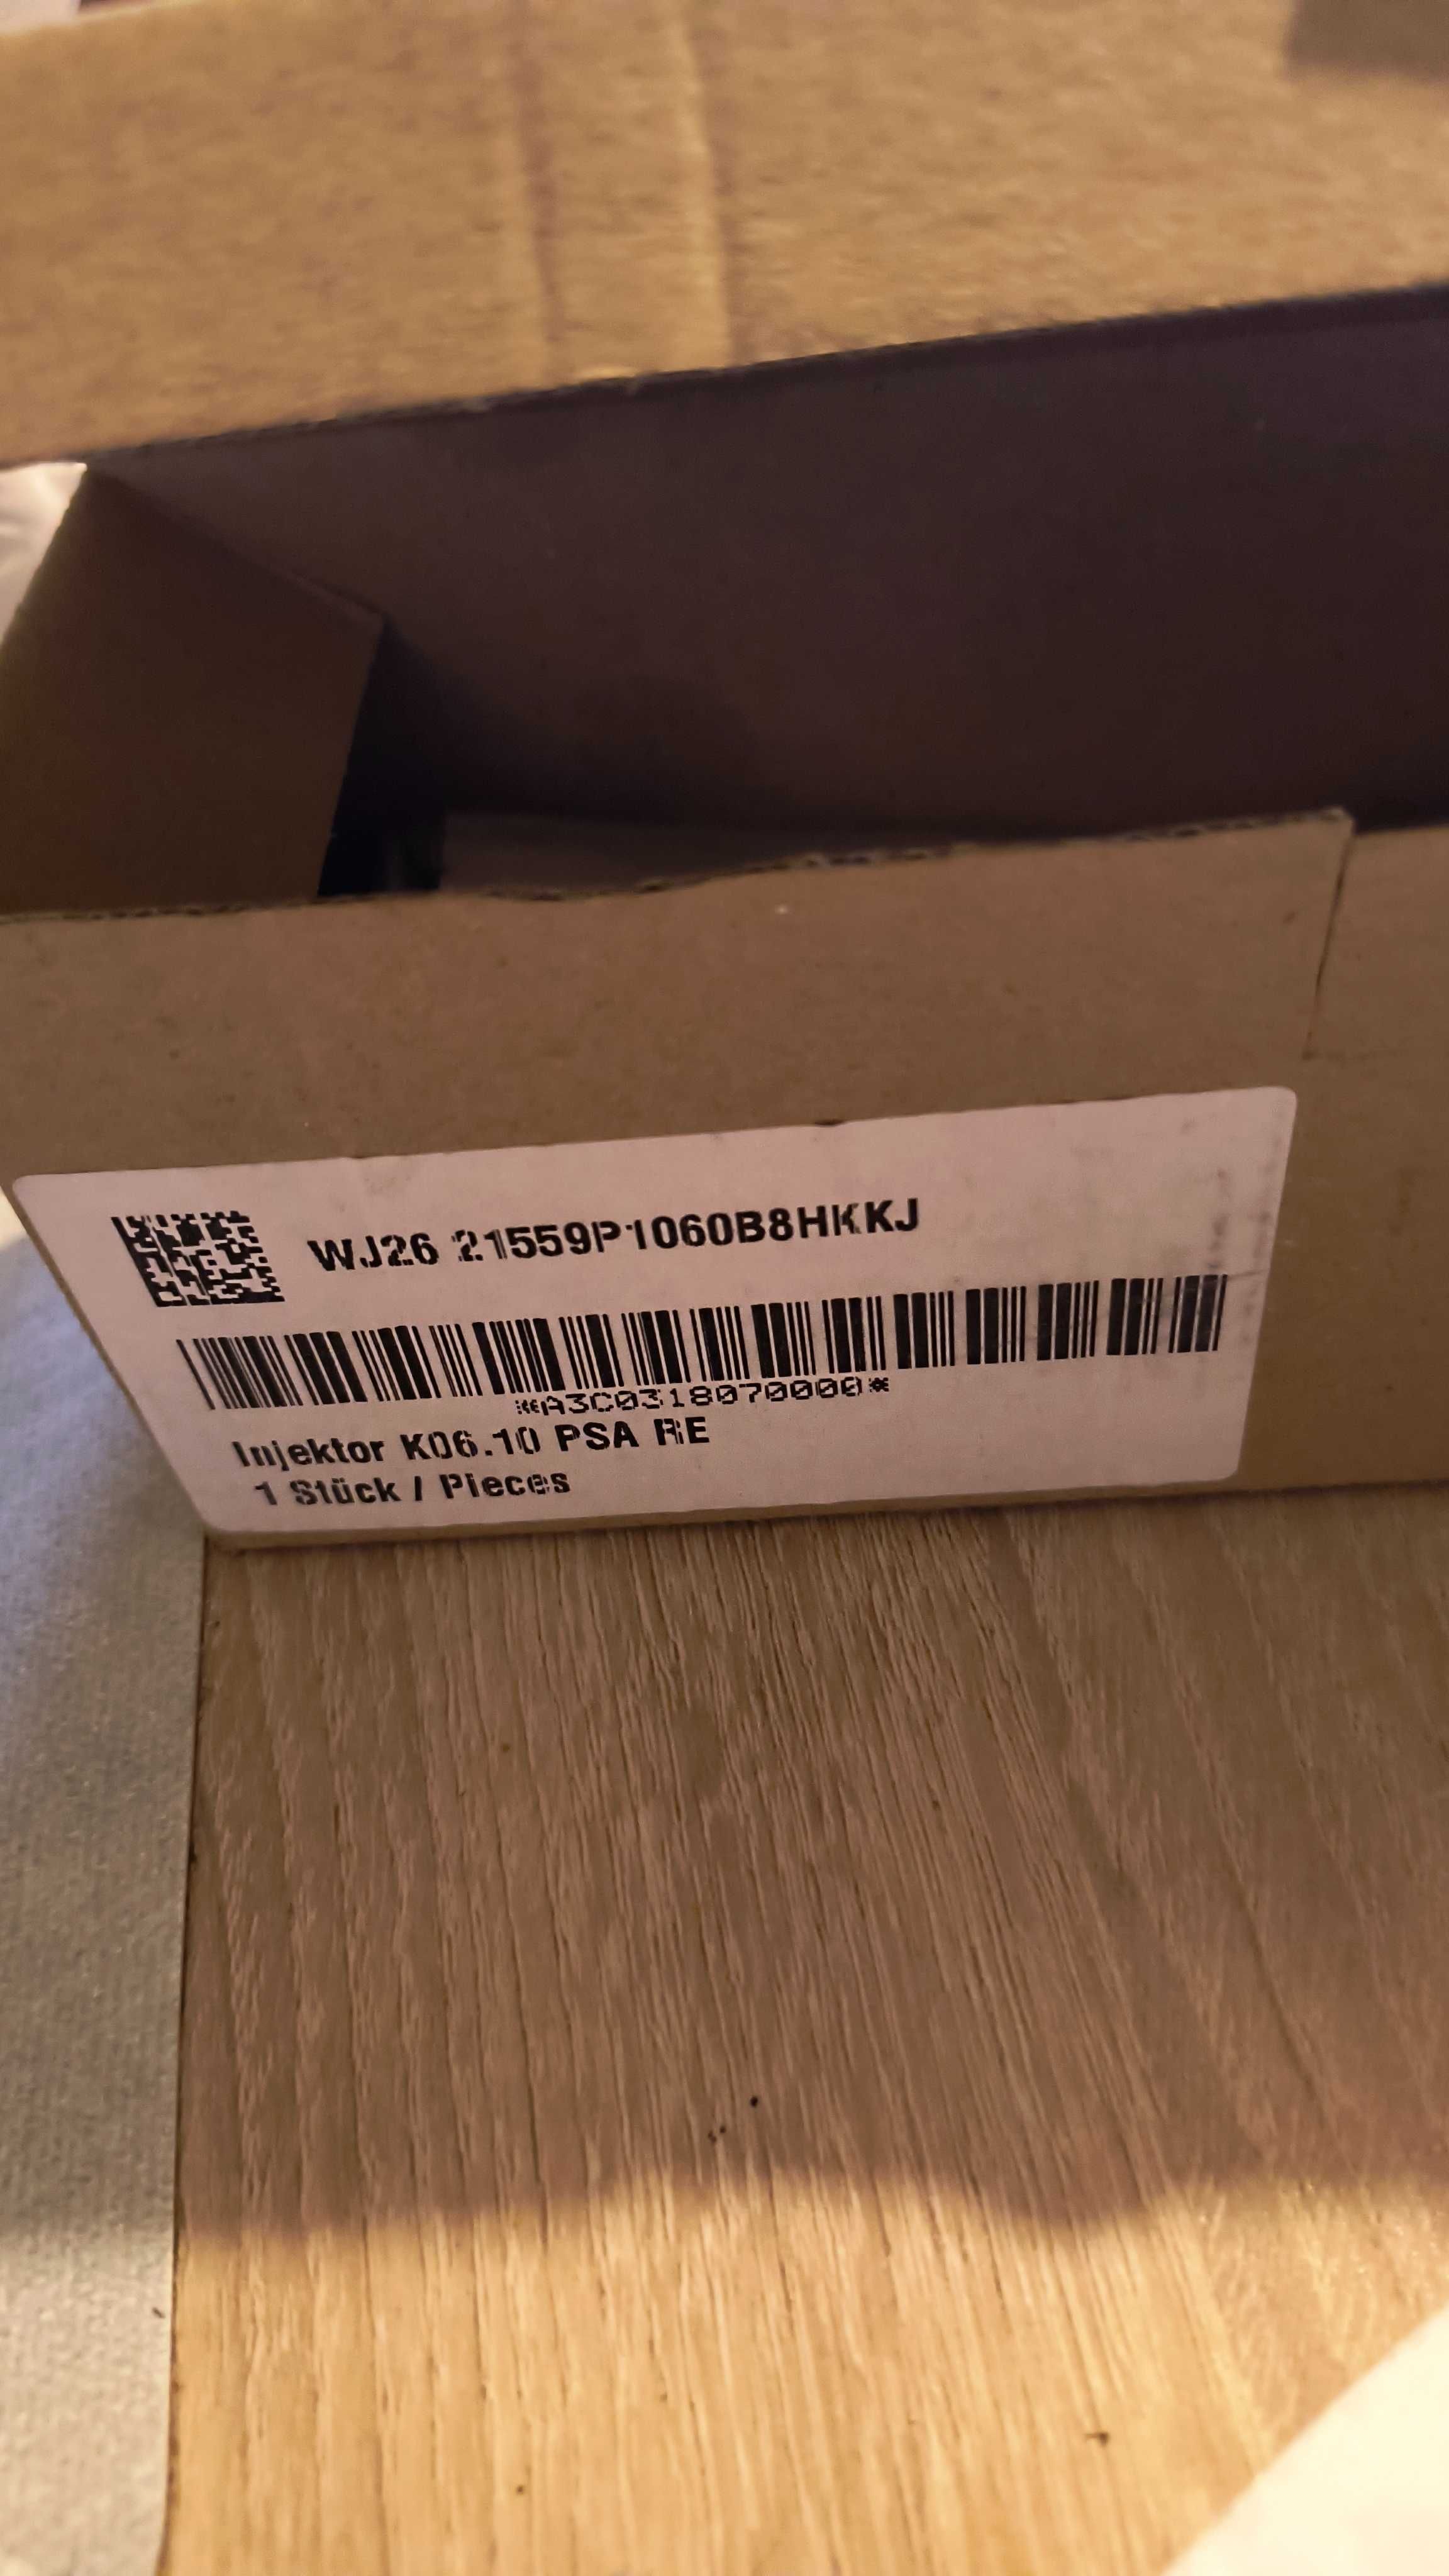 WJ26 21559P1060B8HKKJ
*A3C0318070000*
Injektor K06.10 PSA RE
1 Stück / Pieces